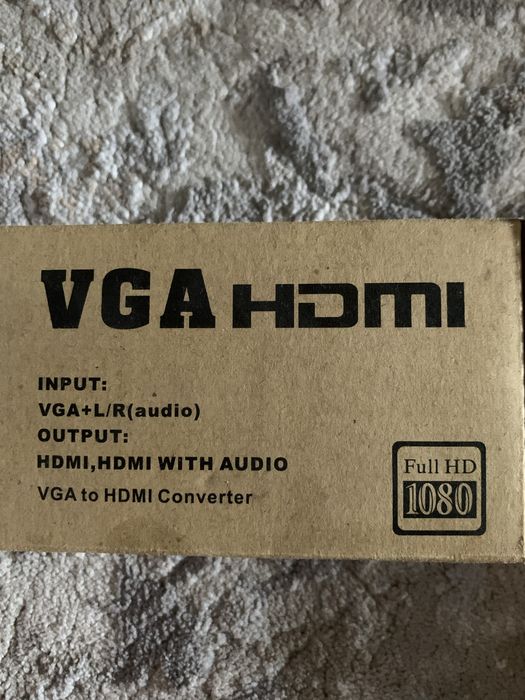 VGA HDMI
INPUT:
VGA+L/R(audio)
OUTPUT:
HDMI,HDMI WITH AUDIO
VGA to HDMI Converter
Full HD
1080